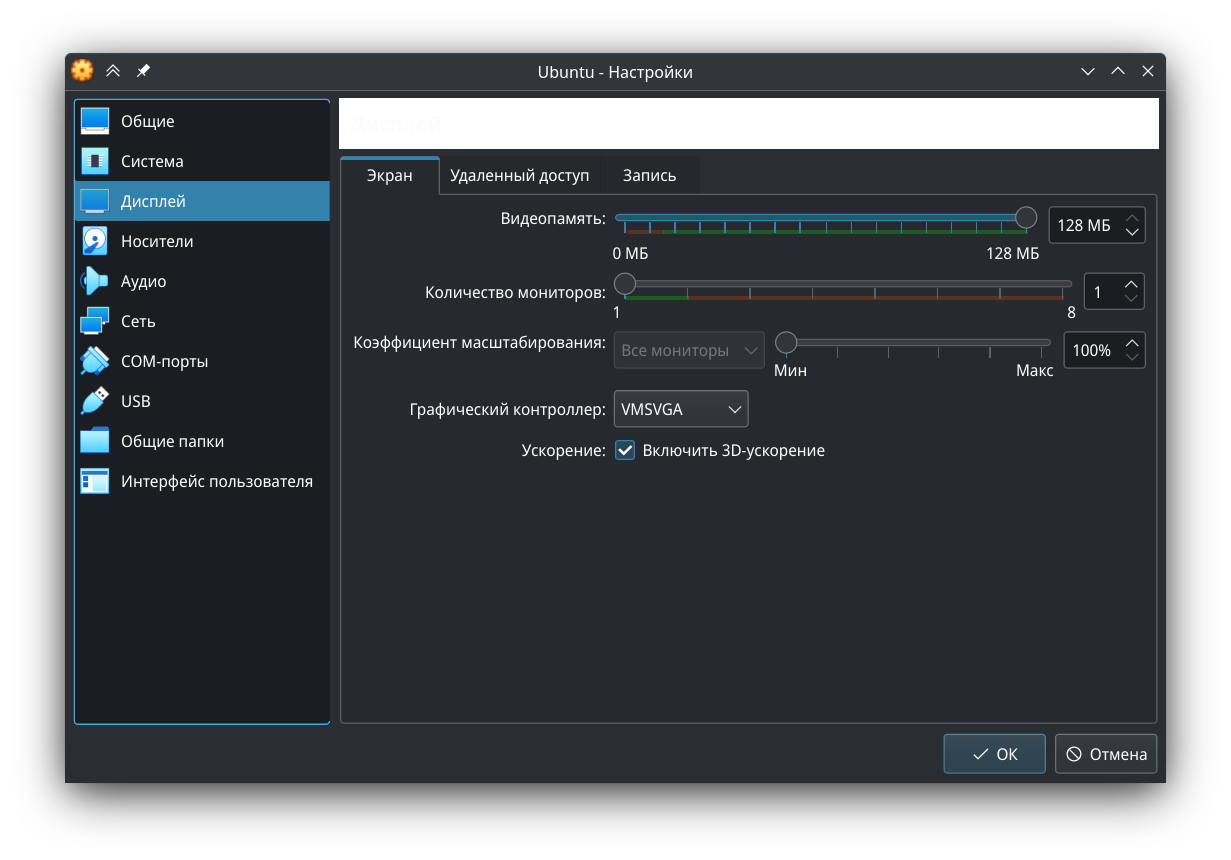 Ubuntu - Настройки
Общие
Система
Дисплей
Носители
Аудио
Сеть
COM-порты
USB
Общие папки
Интерфейс пользователя
Дисплей
Экран
Удаленный доступ
Запись
Видеопамять:
128 МБ
0 МБ
128 МБ
Количество мониторов:
1
1
8
Коэффициент масштабирования:
Все мониторы
100%
Мин
Макс
Графический контроллер:
VMSVGA
Ускорение:
Включить 3D-ускорение
ОК
Отмена